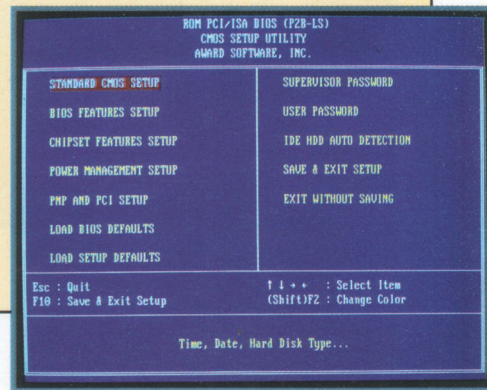 ROM PCI/ISA BIOS (P2B-LS)
CMOS SETUP UTILITY
AWARD SOFTWARE, INC.
STANDARD CMOS SETUP
BIOS FEATURES SETUP
CHIPSET FEATURES SETUP
POWER MANAGEMENT SETUP
PNP AND PCI SETUP
LOAD BIOS DEFAULTS
LOAD SETUP DEFAULTS
SUPERVISOR PASSWORD
USER PASSWORD
IDE HDD AUTO DETECTION
SAVE & EXIT SETUP
EXIT WITHOUT SAVING
Esc : Quit
F10 : Save & Exit Setup
↑ ↓ → ← : Select Item
(Shift)F2 : Change Color
Time, Date, Hard Disk Type...